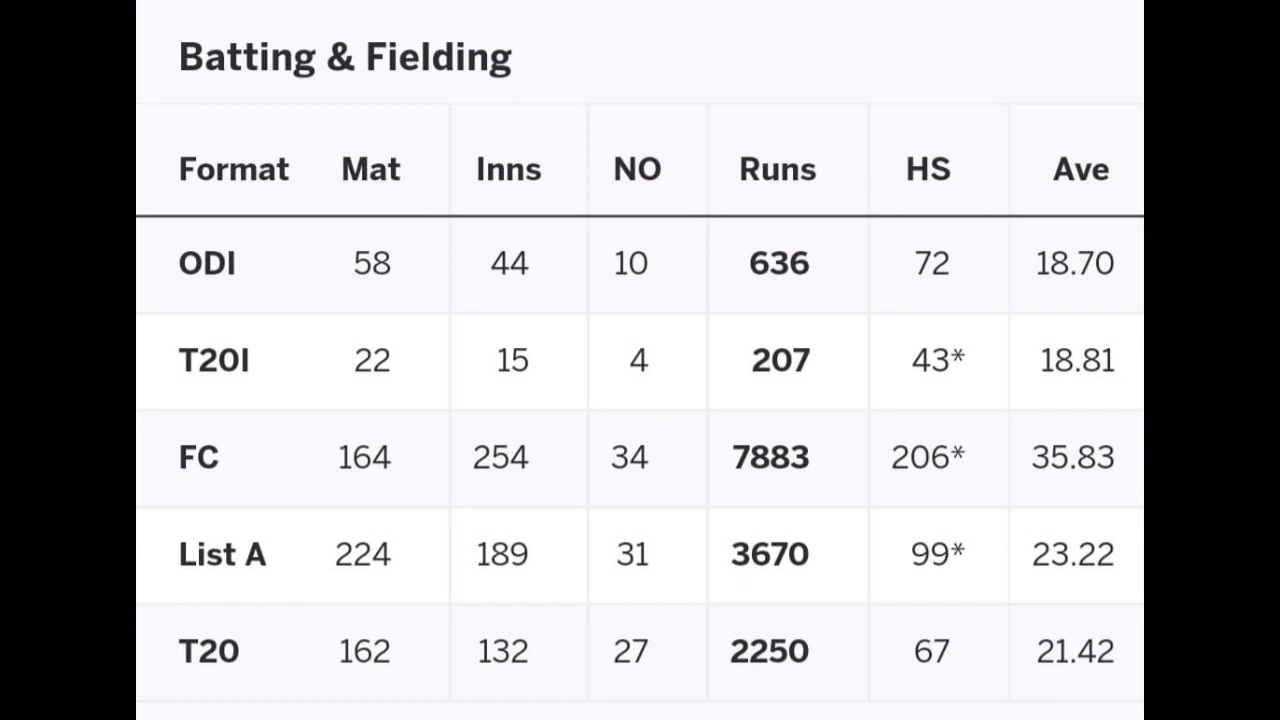 Batting & Fielding
Format Mat Inns NO Runs HS Ave
ODI 58 44 10 636 72 18.70
T20I 22 15 4 207 43* 18.81
FC 164 254 34 7883 206* 35.83
List A 224 189 31 3670 99* 23.22
T20 162 132 27 2250 67 21.42